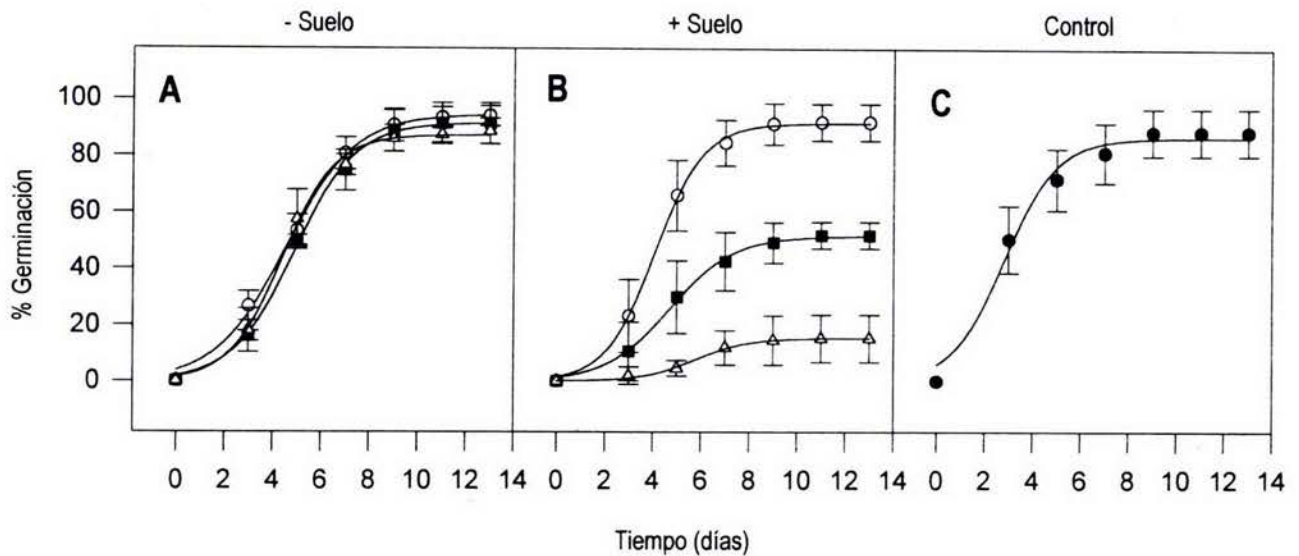 - Suelo + Suelo Control
A B C
100
80
60
40
20
0
% Germinación
0 2 4 6 8 10 12 14 0 2 4 6 8 10 12 14 0 2 4 6 8 10 12 14
Tiempo (días)